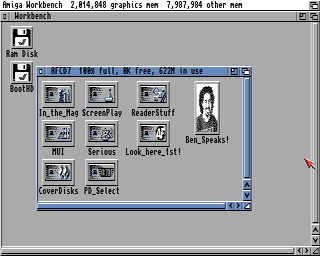 Amiga Workbench 2,014,848 graphics mem 7,987,984 other mem
Workbench
Ram Disk
BootHD
AFCD7 100% full, 0K free, 622M in use
In_the_Mag ScreenPlay ReaderStuff
Ben_Speaks!
MUI Serious Look_here_1st!
CoverDisks PD_Select